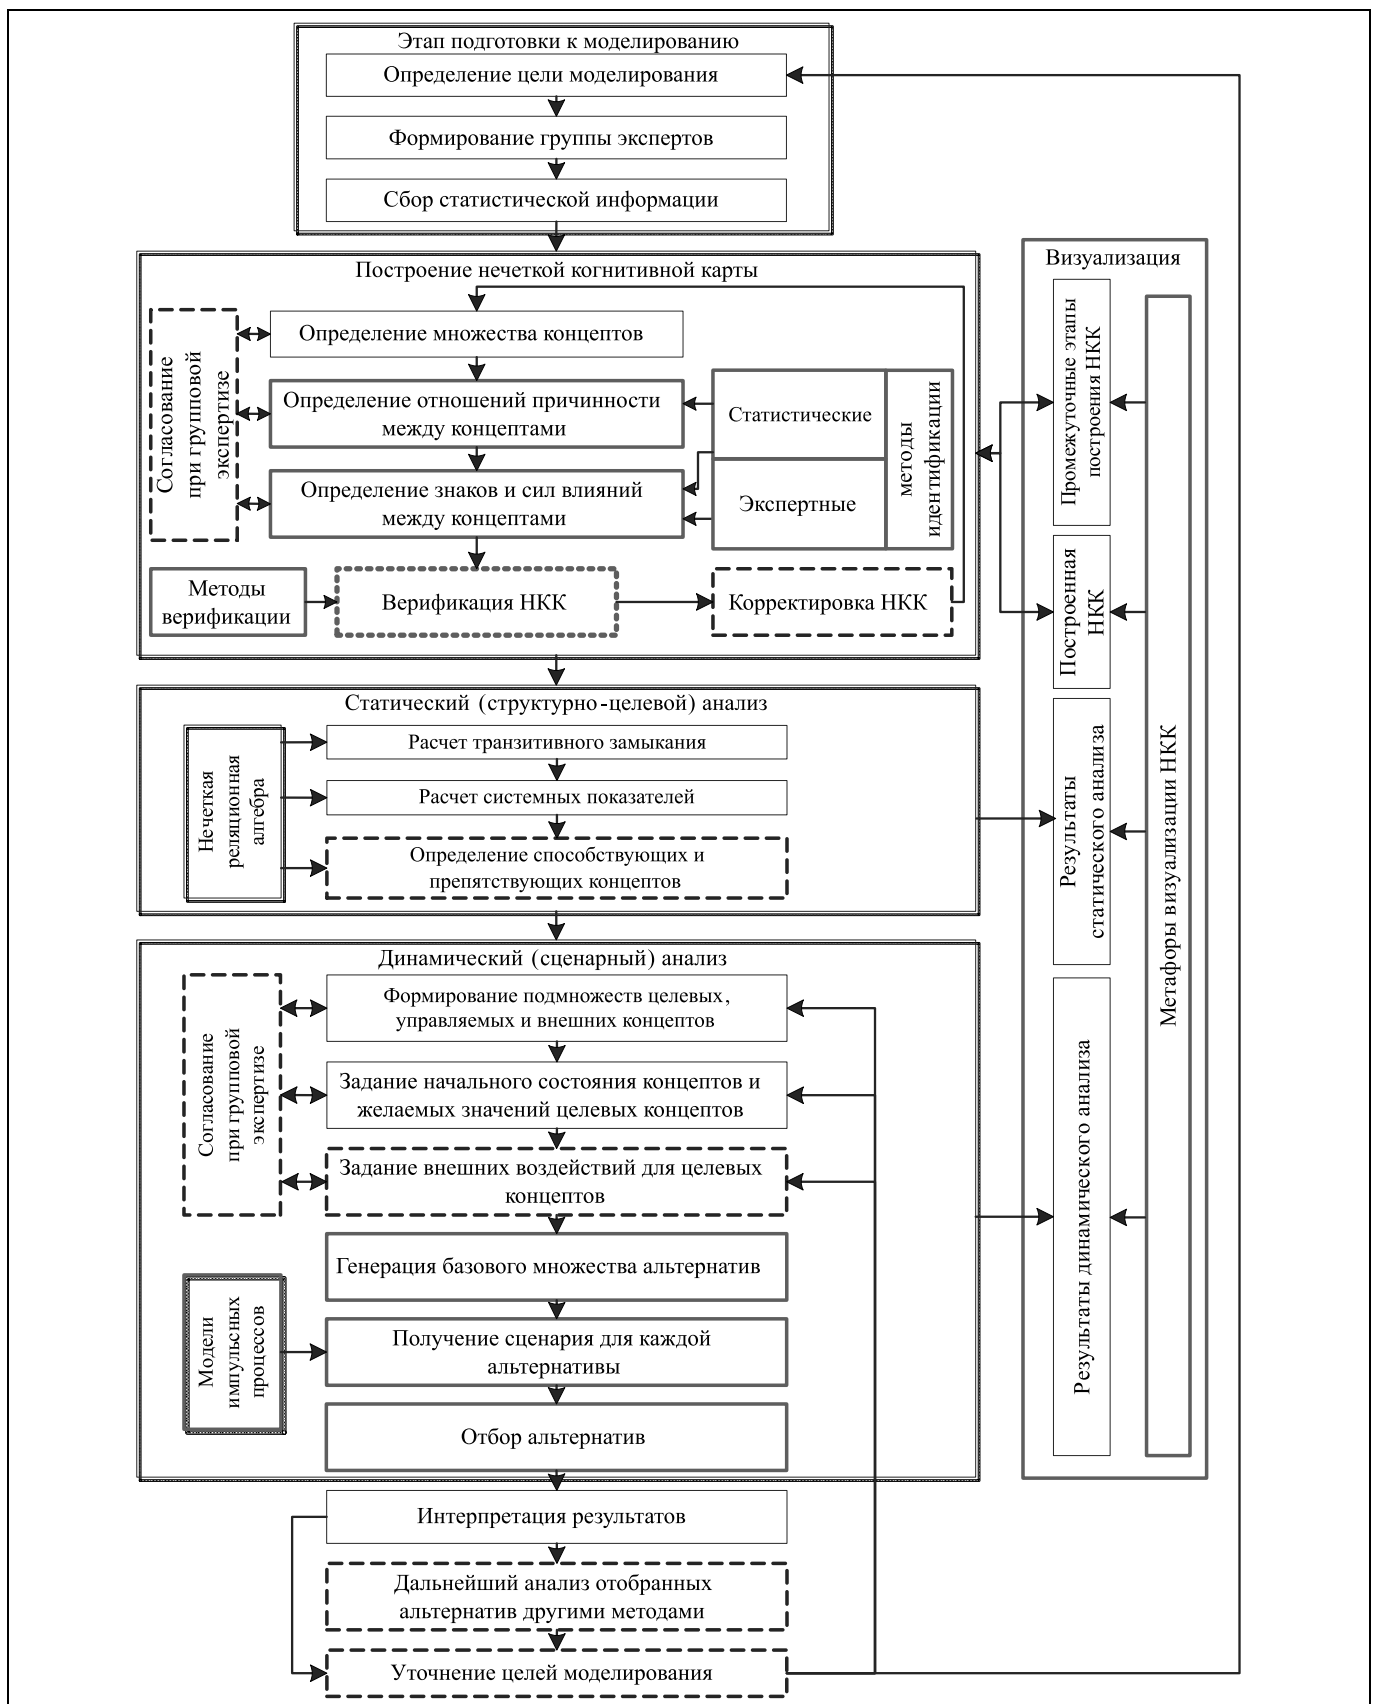 Этап подготовки к моделированию
Определение цели моделирования
Формирование группы экспертов
Сбор статистической информации
Построение нечеткой когнитивной карты
Согласование
при групповой
экспертизе
Определение множества концептов
Определение отношений причинности
между концептами
Определение знаков и сил влияний
между концептами
Статистические
Экспертные
методы
идентификации
Методы
верификации
Верификация НКК
Корректировка НКК
Статический (структурно-целевой) анализ
Нечеткая
реляционная
алгебра
Расчет транзитивного замыкания
Расчет системных показателей
Определение способствующих и
препятствующих концептов
Динамический (сценарный) анализ
Согласование
при групповой
экспертизе
Формирование подмножеств целевых,
управляемых и внешних концептов
Задание начального состояния концептов и
желаемых значений целевых концептов
Задание внешних воздействий для целевых
концептов
Генерация базового множества альтернатив
Модели
импульсных
процессов
Получение сценария для каждой
альтернативы
Отбор альтернатив
Интерпретация результатов
Дальнейший анализ отобранных
альтернатив другими методами
Уточнение целей моделирования
Визуализация
Промежуточные этапы
построения НКК
Построенная
НКК
Результаты
статического анализа
Результаты динамического анализа
Метафоры визуализации НКК